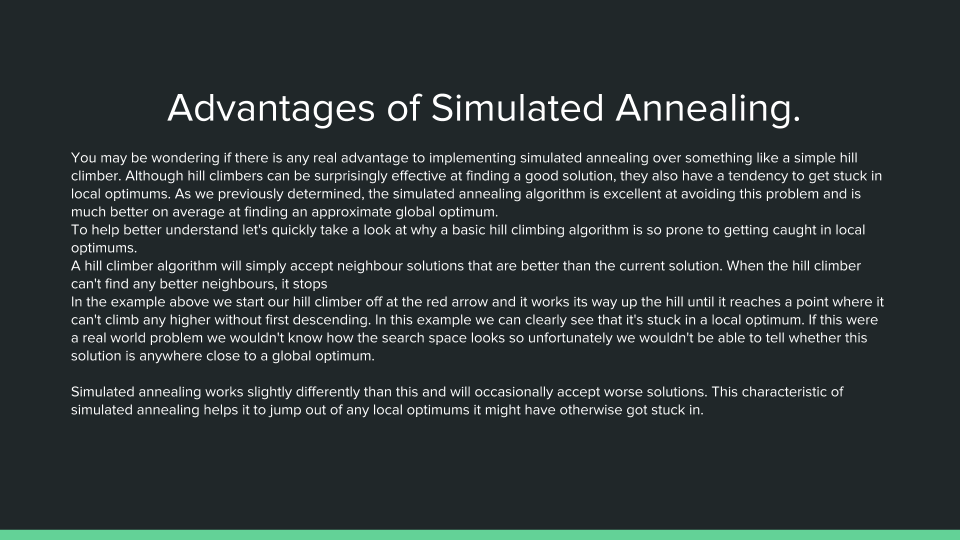 Advantages of Simulated Annealing.
You may be wondering if there is any real advantage to implementing simulated annealing over something like a simple hill
climber. Although hill climbers can be surprisingly effective at finding a good solution, they also have a tendency to get stuck in
local optimums. As we previously determined, the simulated annealing algorithm is excellent at avoiding this problem and is
much better on average at finding an approximate global optimum.
To help better understand let's quickly take a look at why a basic hill climbing algorithm is so prone to getting caught in local
optimums.
A hill climber algorithm will simply accept neighbour solutions that are better than the current solution. When the hill climber
can't find any better neighbours, it stops
In the example above we start our hill climber off at the red arrow and it works its way up the hill until it reaches a point where it
can't climb any higher without first descending. In this example we can clearly see that it's stuck in a local optimum. If this were
a real world problem we wouldn't know how the search space looks so unfortunately we wouldn't be able to tell whether this
solution is anywhere close to a global optimum.
Simulated annealing works slightly differently than this and will occasionally accept worse solutions. This characteristic of
simulated annealing helps it to jump out of any local optimums it might have otherwise got stuck in.